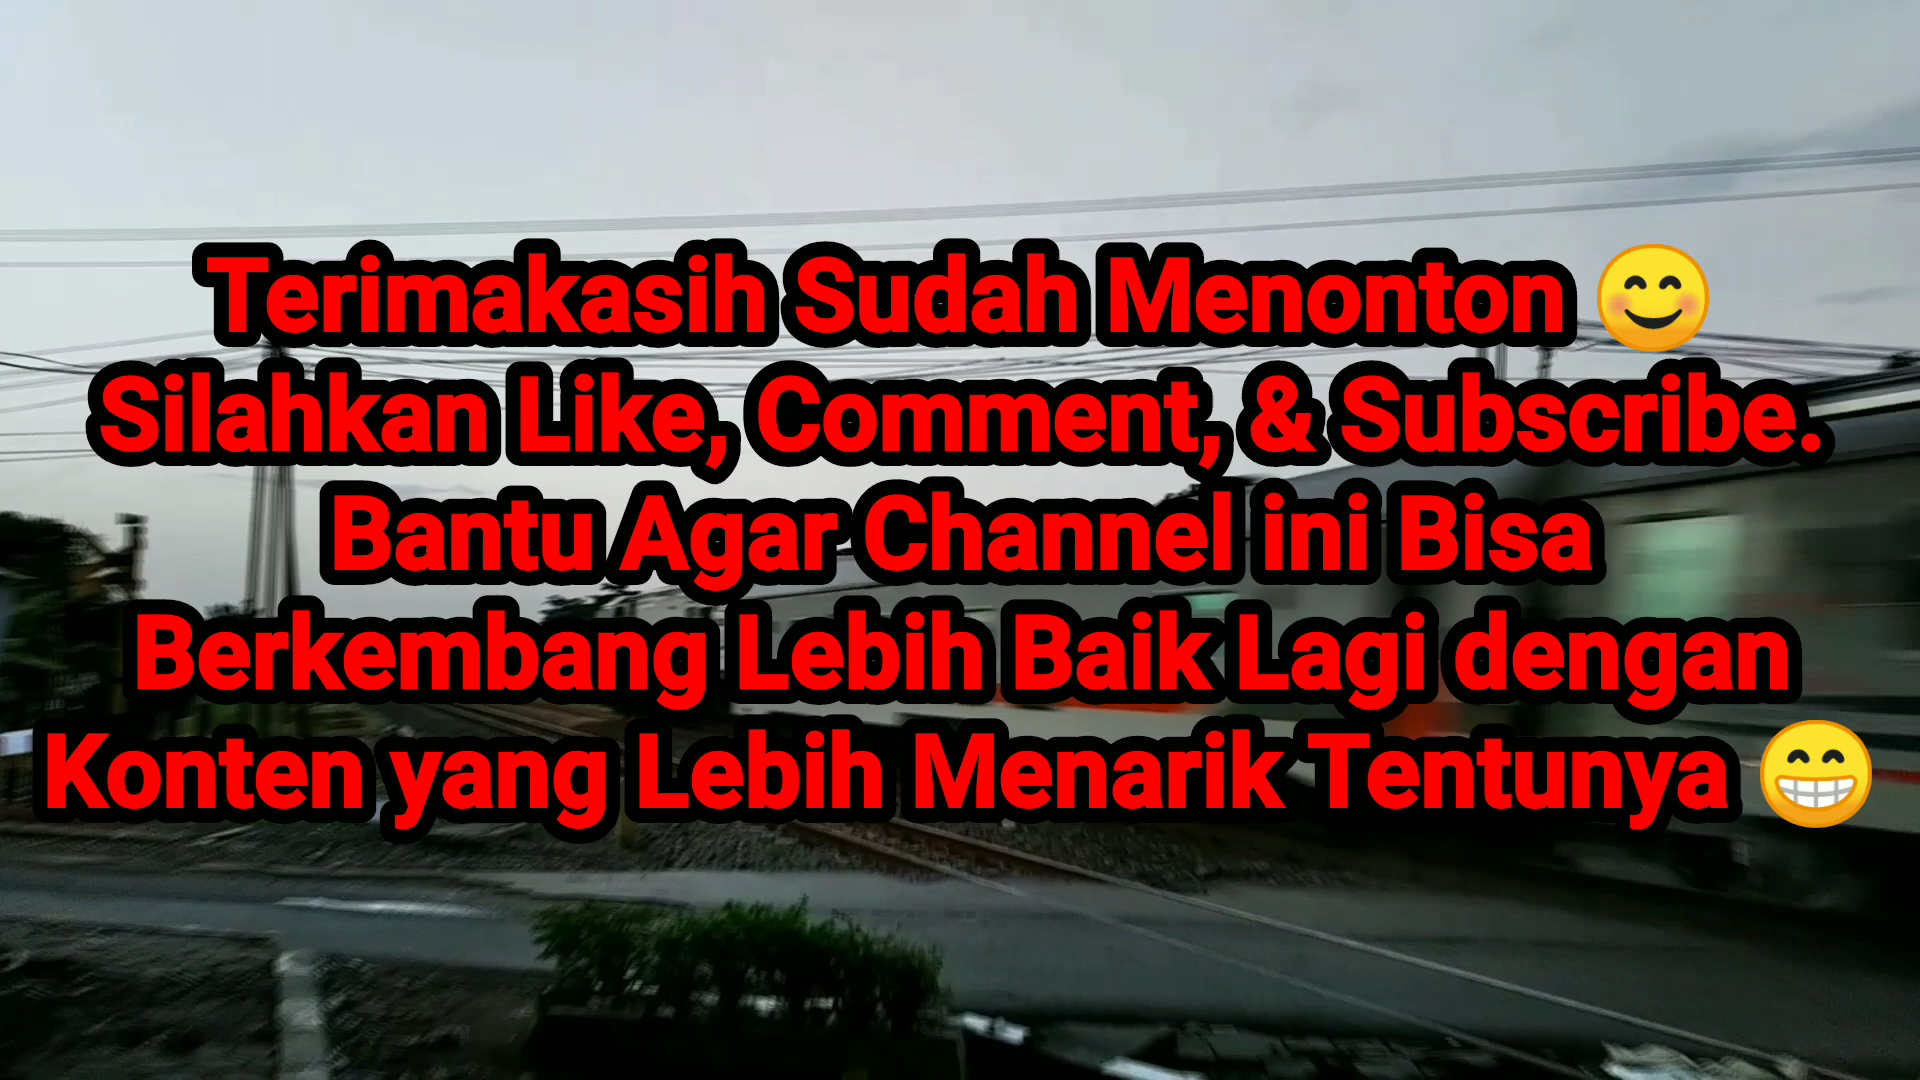 Terimakasih Sudah Menonton 😊
Silahkan Like, Comment, & Subscribe.
Bantu Agar Channel ini Bisa
Berkembang Lebih Baik Lagi dengan
Konten yang Lebih Menarik Tentunya 😁